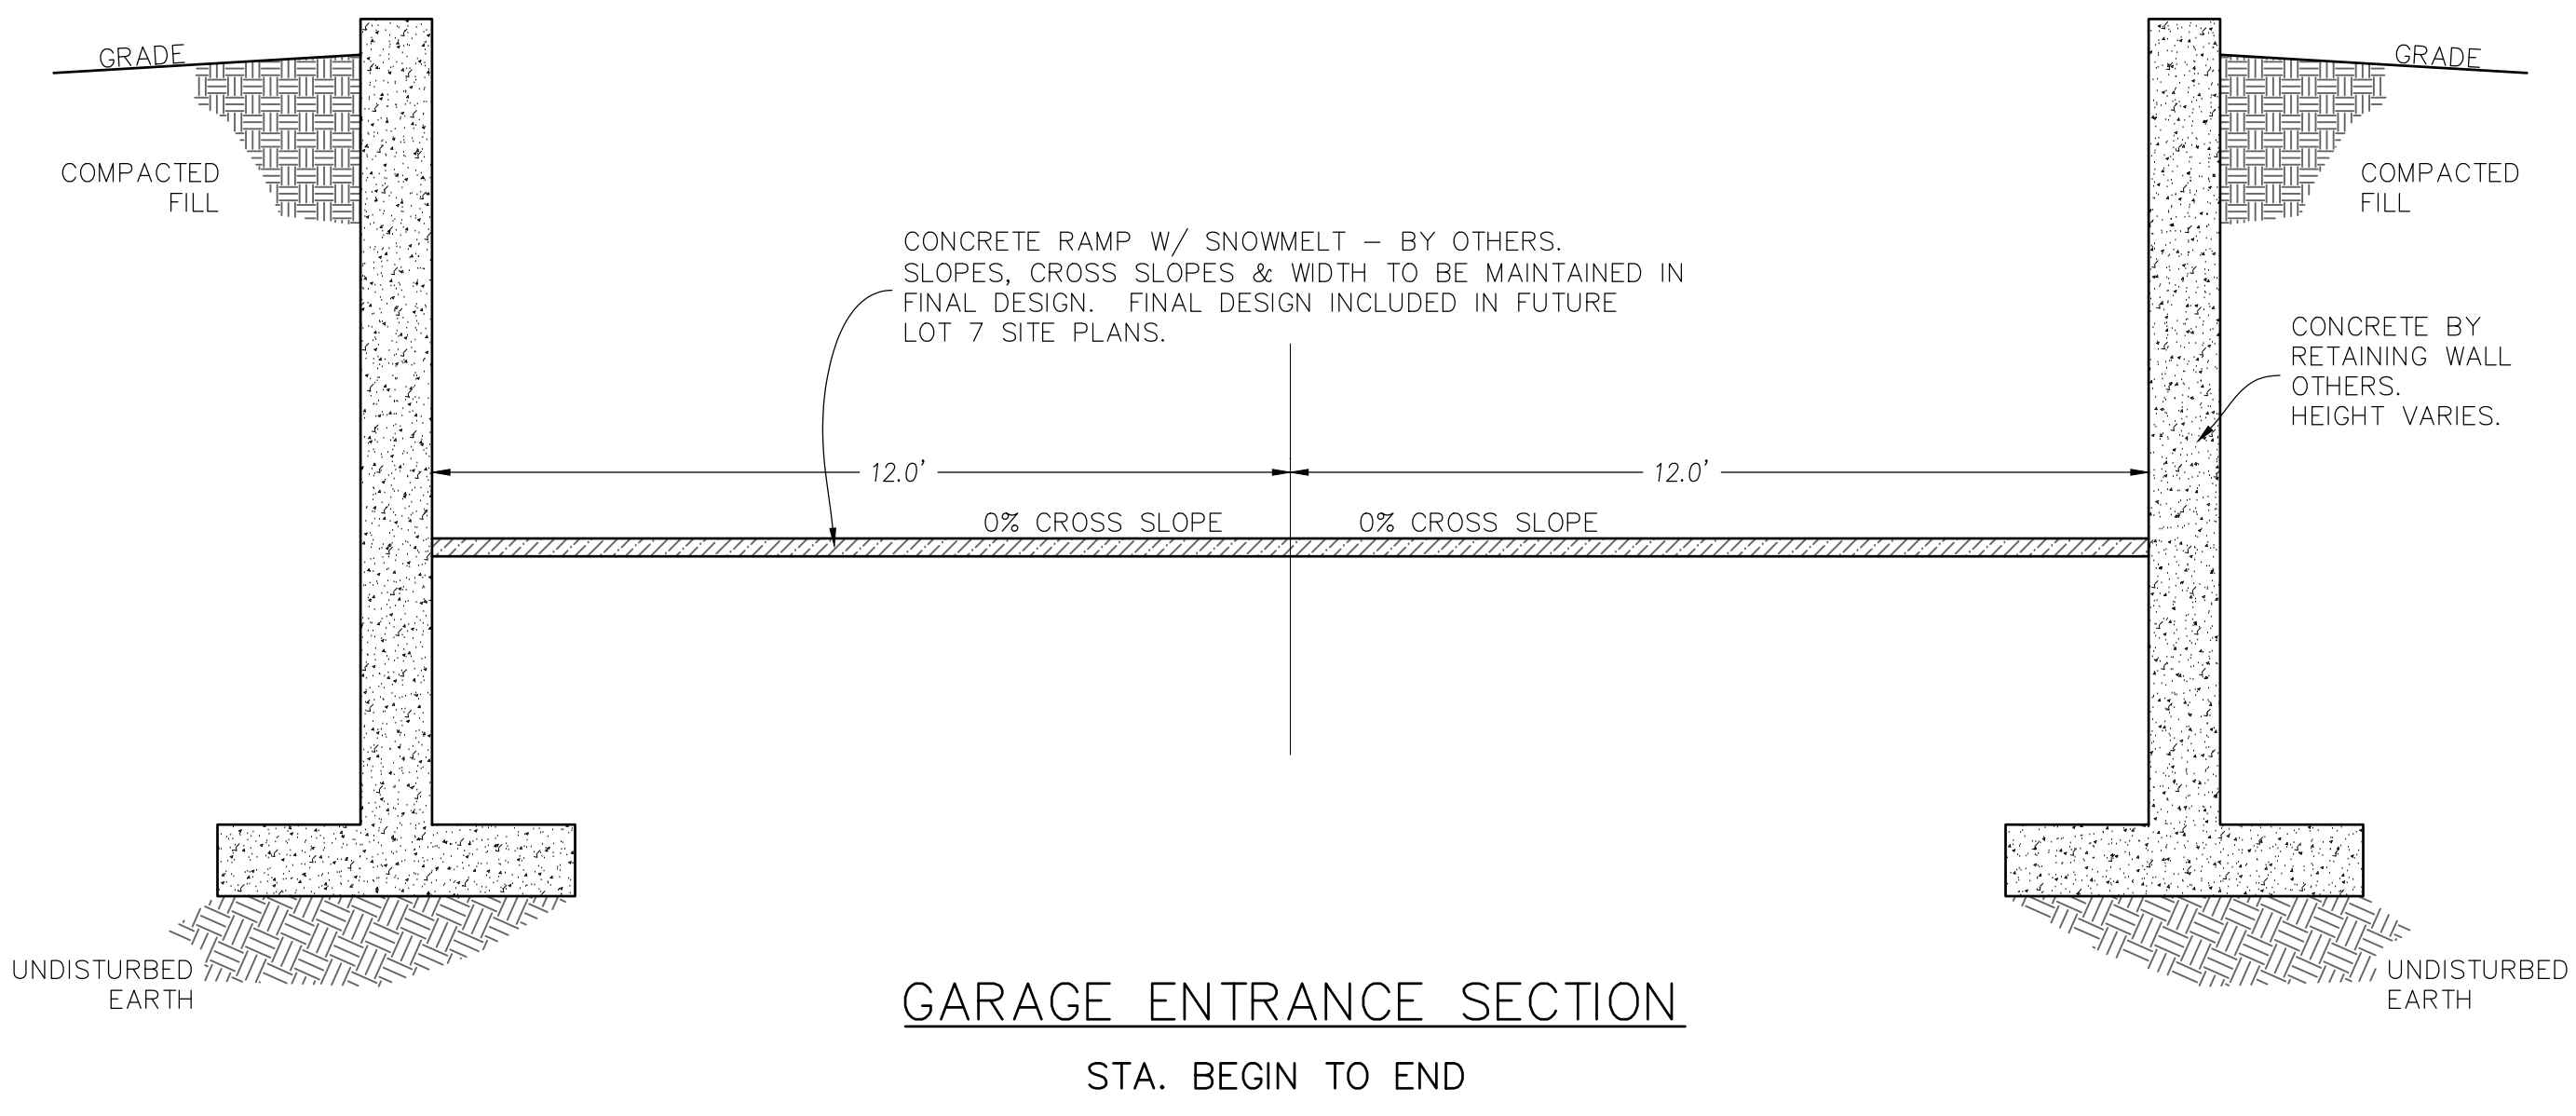 GRADE
GRADE
COMPACTED
FILL
COMPACTED
FILL
CONCRETE RAMP W/ SNOWMELT – BY OTHERS.
SLOPES, CROSS SLOPES & WIDTH TO BE MAINTAINED IN
FINAL DESIGN.  FINAL DESIGN INCLUDED IN FUTURE
LOT 7 SITE PLANS.
CONCRETE BY
RETAINING WALL
OTHERS.
HEIGHT VARIES.
12.0'
12.0'
0% CROSS SLOPE
0% CROSS SLOPE
UNDISTURBED
EARTH
UNDISTURBED
EARTH
GARAGE ENTRANCE SECTION
STA. BEGIN TO END